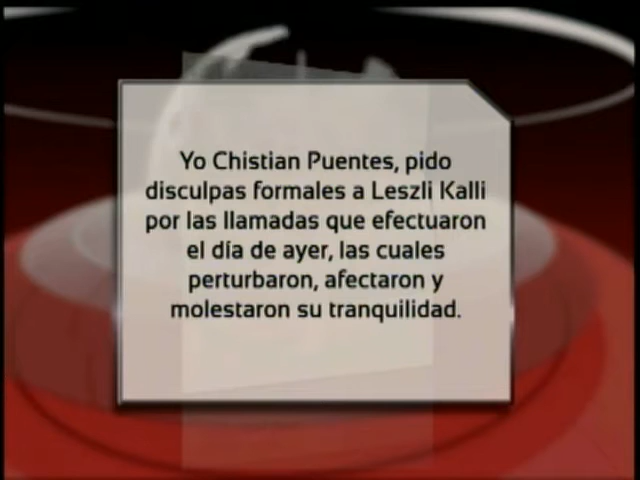 Yo Chistian Puentes, pido
disculpas formales a Leszli Kalli
por las llamadas que efectuaron
el día de ayer, las cuales
perturbaron, afectaron y
molestaron su tranquilidad.